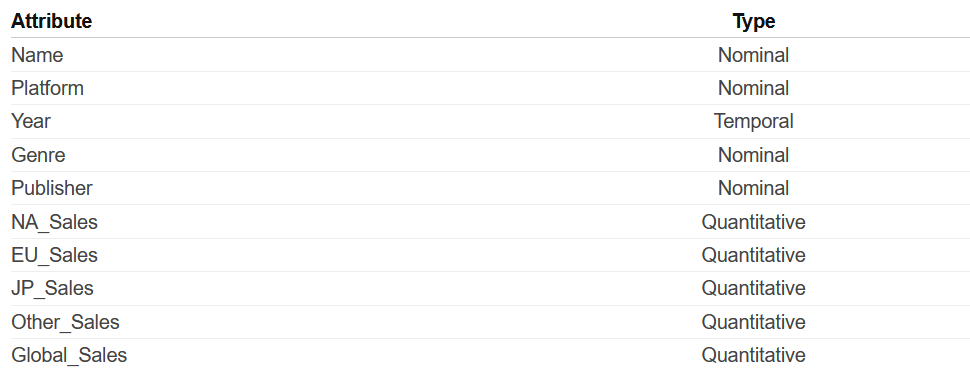 Attribute Type
Name Nominal
Platform Nominal
Year Temporal
Genre Nominal
Publisher Nominal
NA_Sales Quantitative
EU_Sales Quantitative
JP_Sales Quantitative
Other_Sales Quantitative
Global_Sales Quantitative